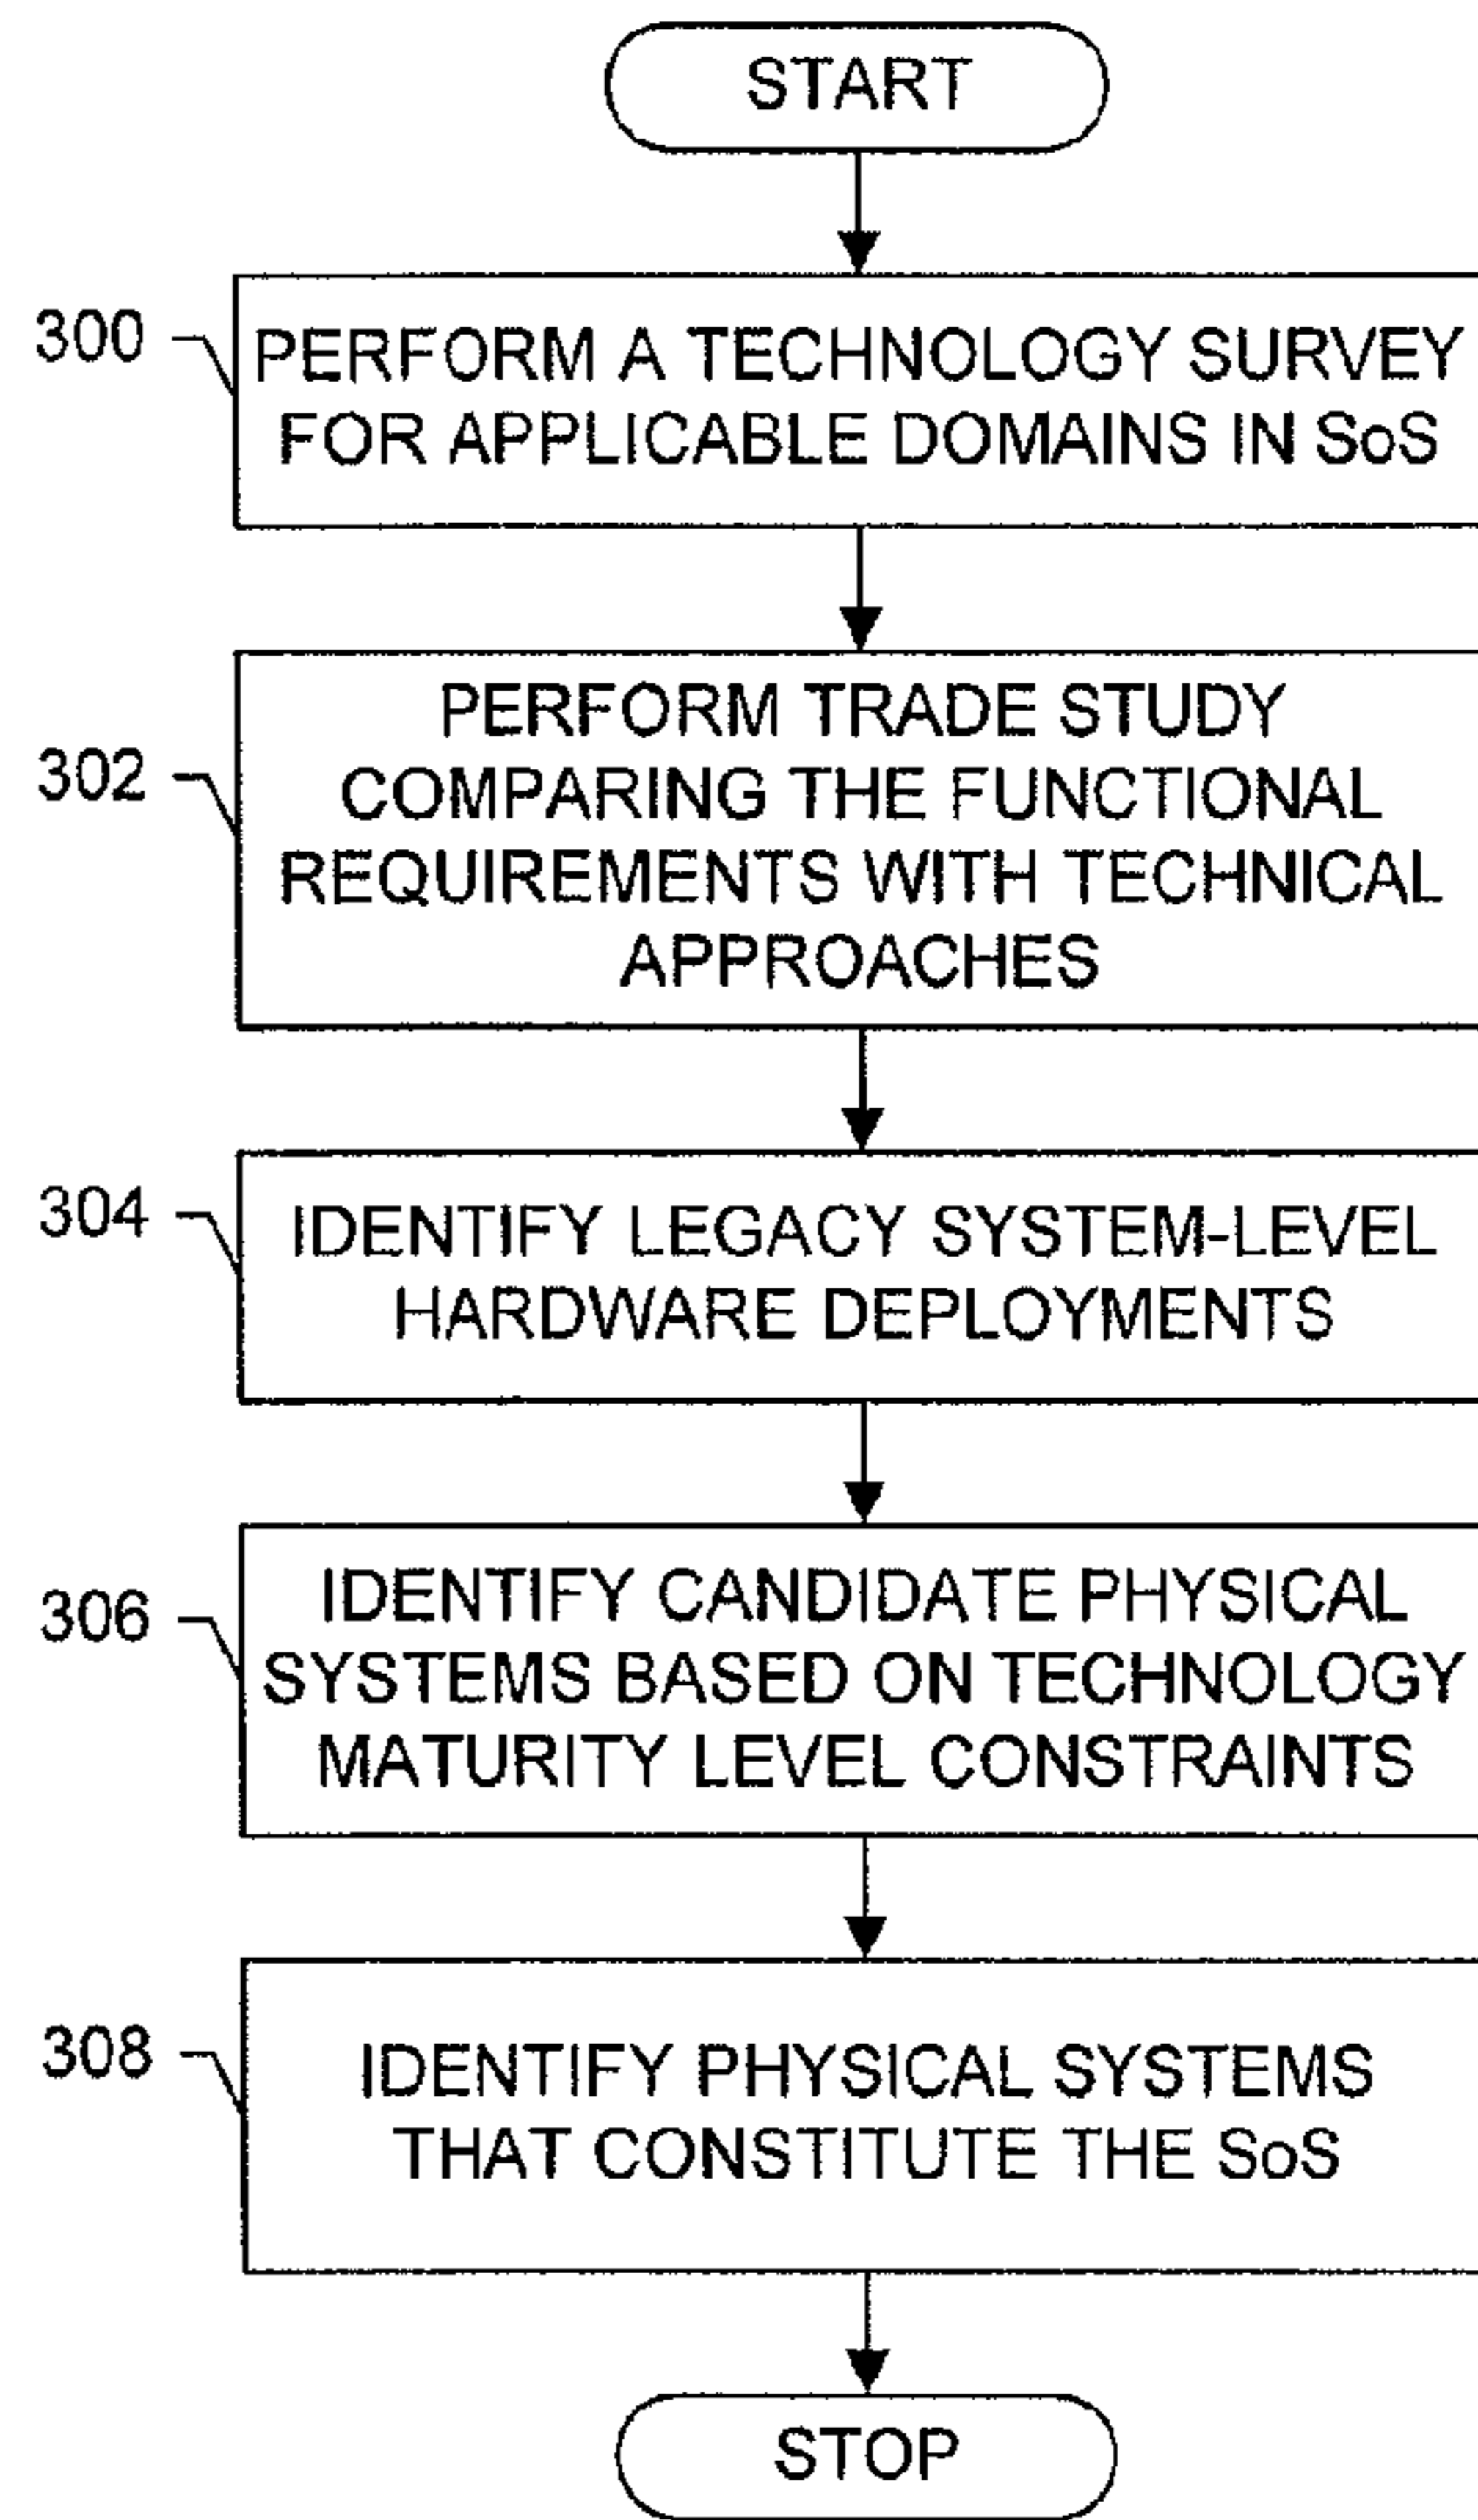 START
300
PERFORM A TECHNOLOGY SURVEY
FOR APPLICABLE DOMAINS IN SoS
302
PERFORM TRADE STUDY
COMPARING THE FUNCTIONAL
REQUIREMENTS WITH TECHNICAL
APPROACHES
304
IDENTIFY LEGACY SYSTEM-LEVEL
HARDWARE DEPLOYMENTS
306
IDENTIFY CANDIDATE PHYSICAL
SYSTEMS BASED ON TECHNOLOGY
MATURITY LEVEL CONSTRAINTS
308
IDENTIFY PHYSICAL SYSTEMS
THAT CONSTITUTE THE SoS
STOP